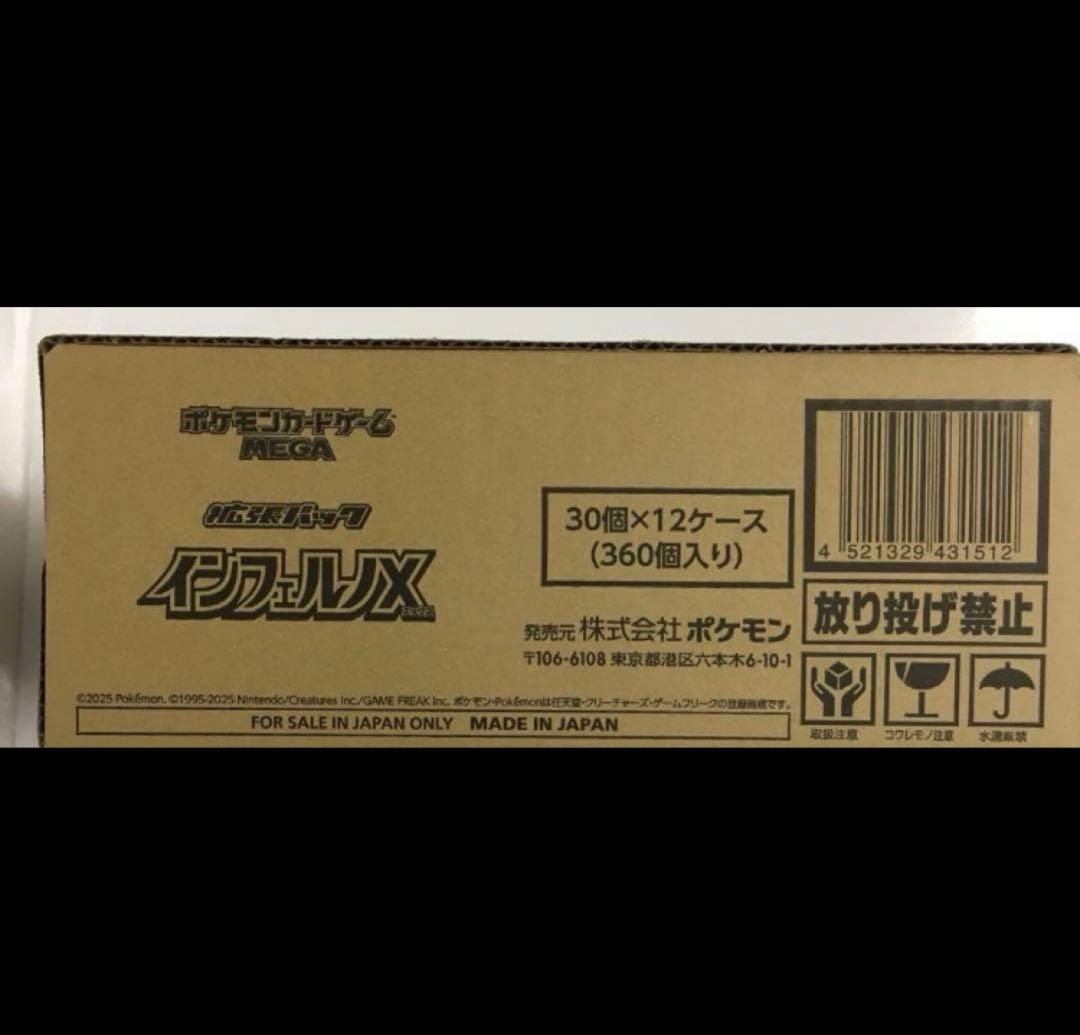 ポケモンカードゲーム
MEGA
拡張パック
インフェルノX
エックス
30個×12ケース
(360個入り)
発売元 株式会社 ポケモン
〒106-6108 東京都港区六本木6-10-1
©2025 Pokémon. ©1995-2025 Nintendo/Creatures Inc./GAME FREAK Inc. ポケモン・Pokémonは任天堂・クリーチャーズ・ゲームフリークの登録商標です。
FOR SALE IN JAPAN ONLY MADE IN JAPAN
4 521329 431512
放り投げ禁止
取扱注意 コワレモノ注意 水濡厳禁